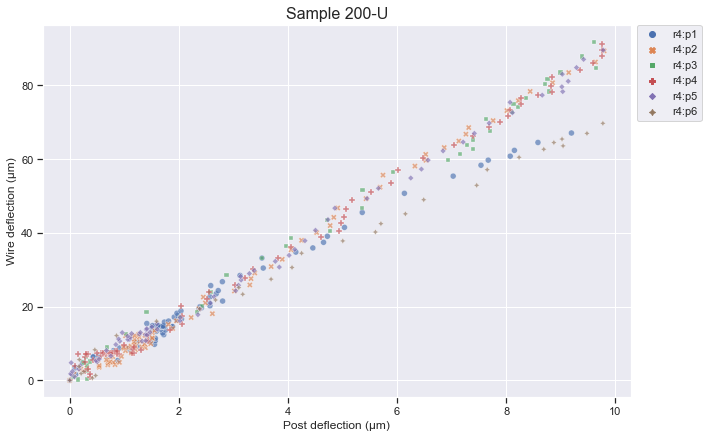 Sample 200-U
r4:p1
r4:p2
r4:p3
r4:p4
r4:p5
r4:p6
Wire deflection (μm)
80
60
40
20
0
0 2 4 6 8 10
Post deflection (μm)